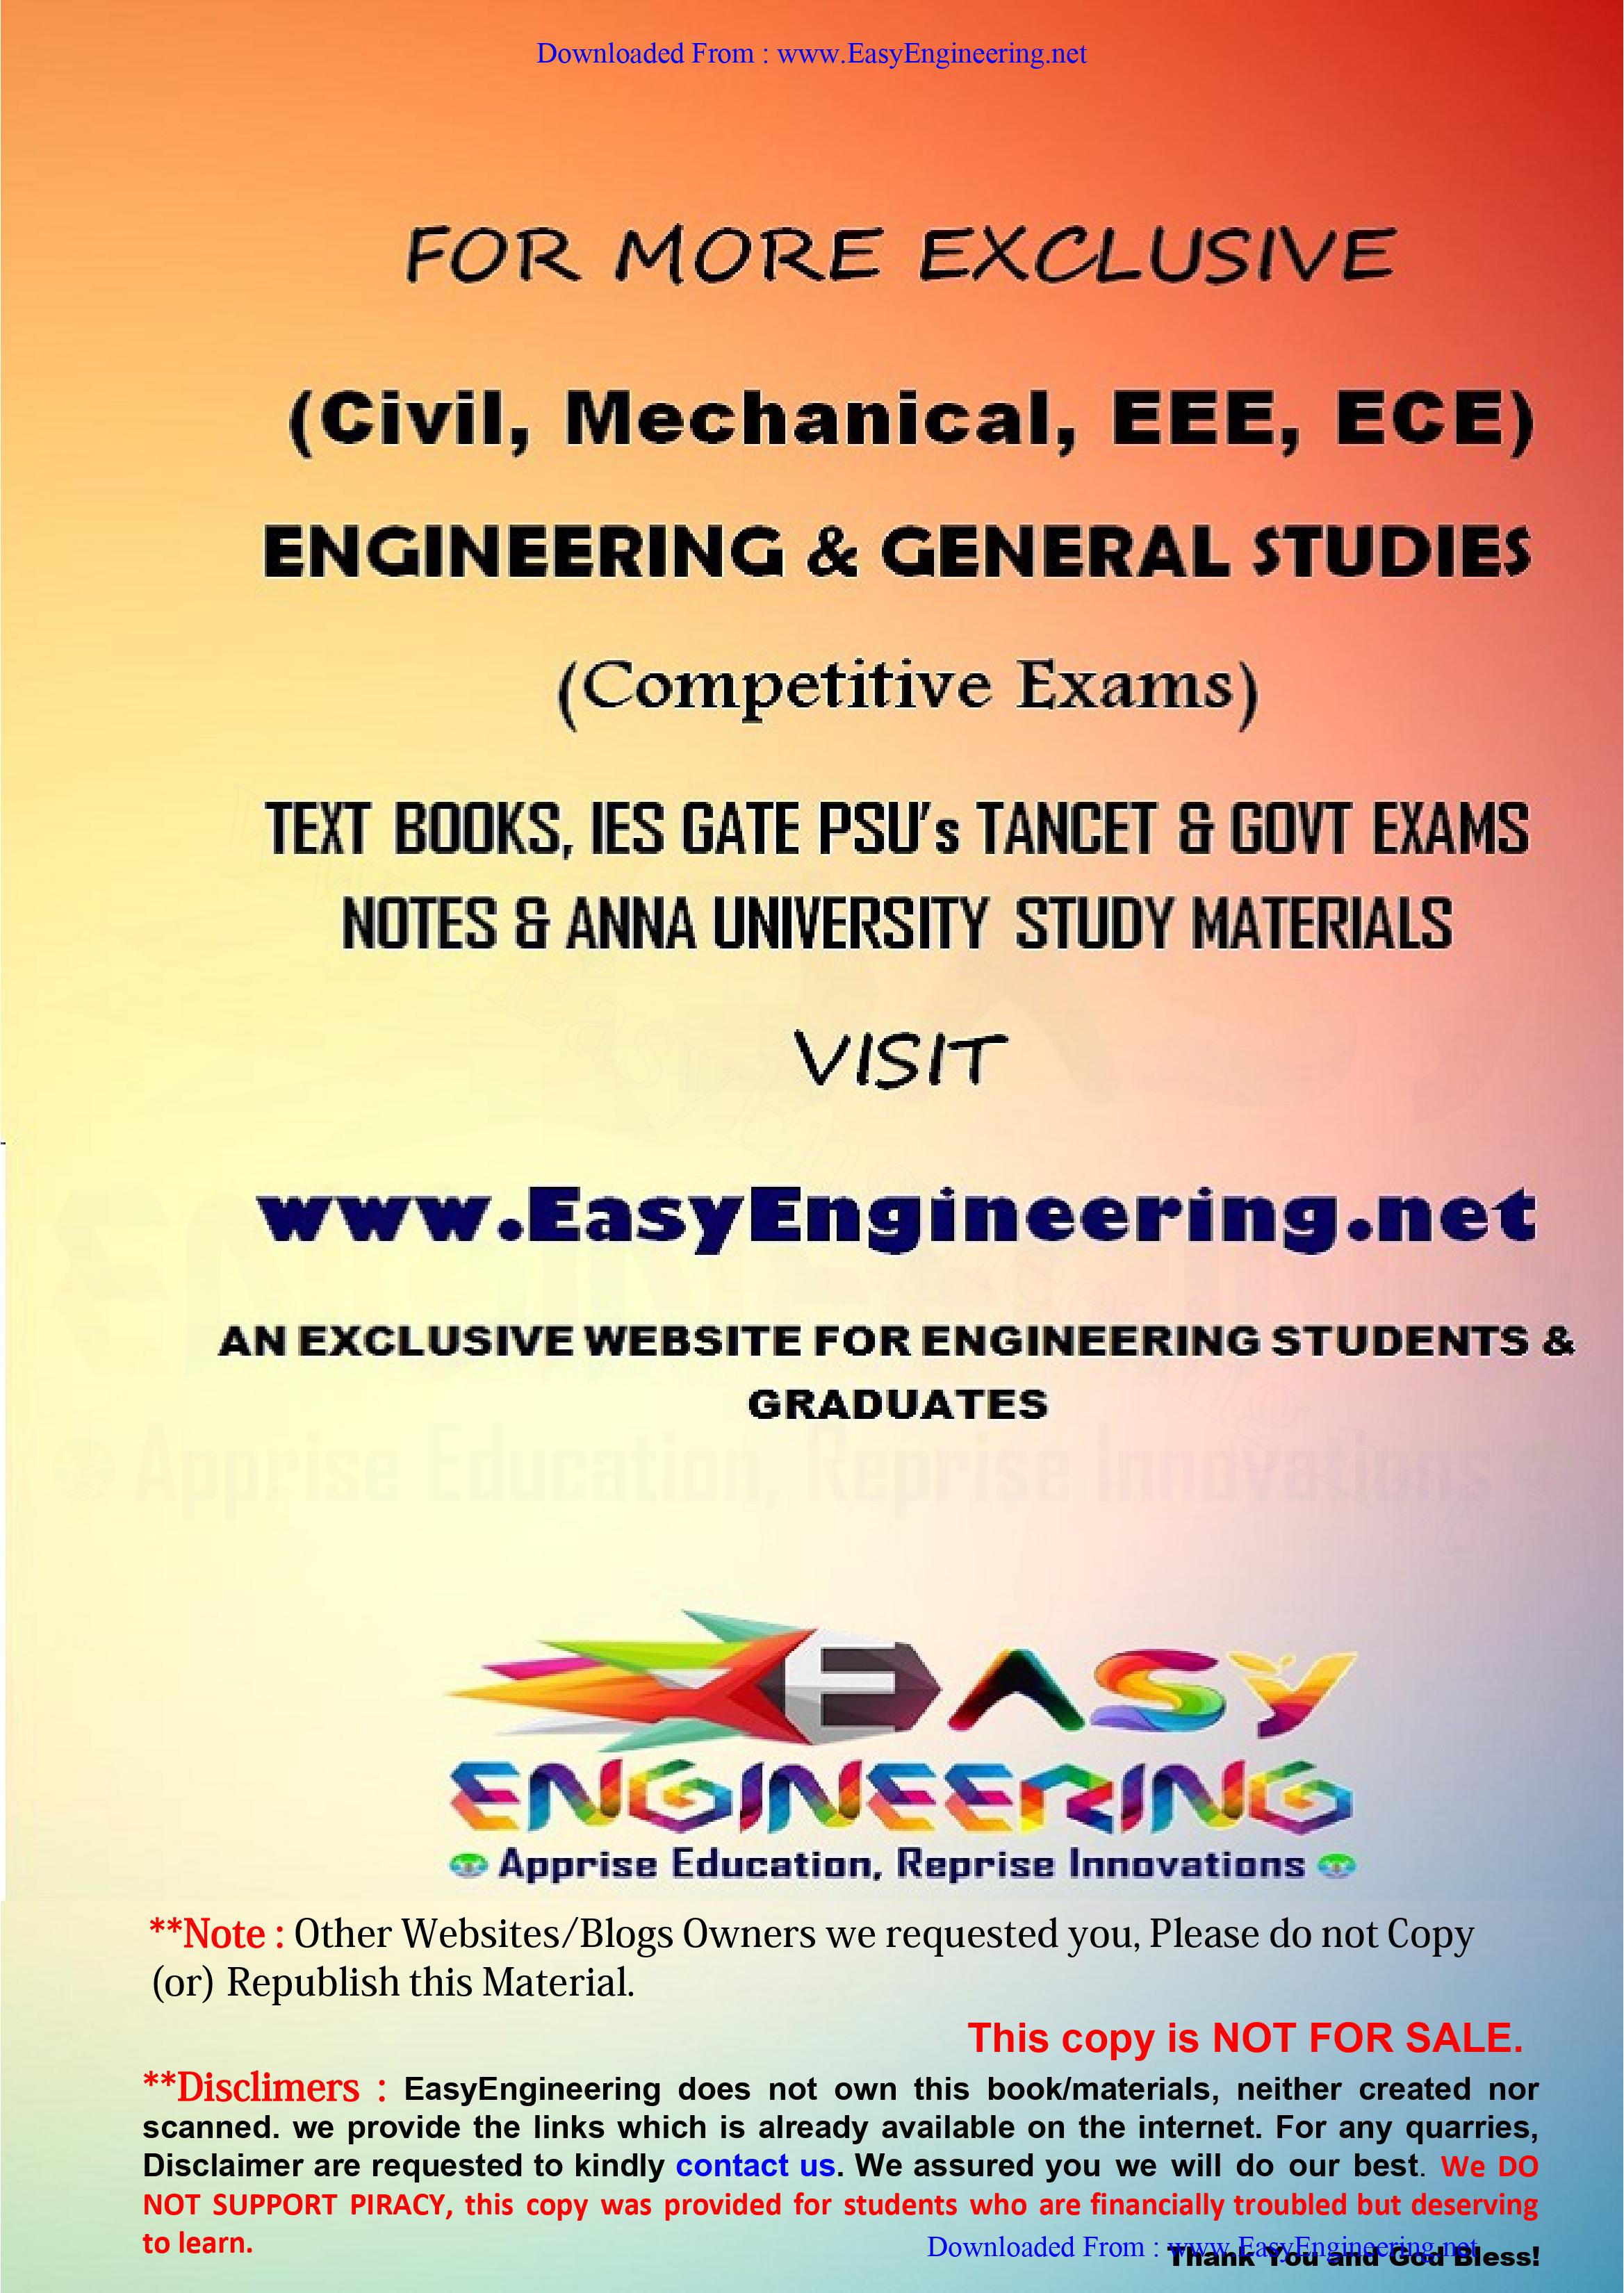 Downloaded From : www.EasyEngineering.net
FOR MORE EXCLUSIVE
(Civil, Mechanical, EEE, ECE)
ENGINEERING & GENERAL STUDIES
(Competitive Exams)
TEXT BOOKS, IES GATE PSU's TANCET & GOVT EXAMS
NOTES & ANNA UNIVERSITY STUDY MATERIALS
VISIT
www.EasyEngineering.net
AN EXCLUSIVE WEBSITE FOR ENGINEERING STUDENTS &
GRADUATES
Apprise Education, Reprise Innovations
EASY
ENGINEERING
Apprise Education, Reprise Innovations
**Note : Other Websites/Blogs Owners we requested you, Please do not Copy
(or) Republish this Material.
This copy is NOT FOR SALE.
**Disclimers : EasyEngineering does not own this book/materials, neither created nor
scanned. we provide the links which is already available on the internet. For any quarries,
Disclaimer are requested to kindly contact us. We assured you we will do our best. We DO
NOT SUPPORT PIRACY, this copy was provided for students who are financially troubled but deserving
to learn.
Downloaded From : www.EasyEngineering.net
Thank You and God Bless!